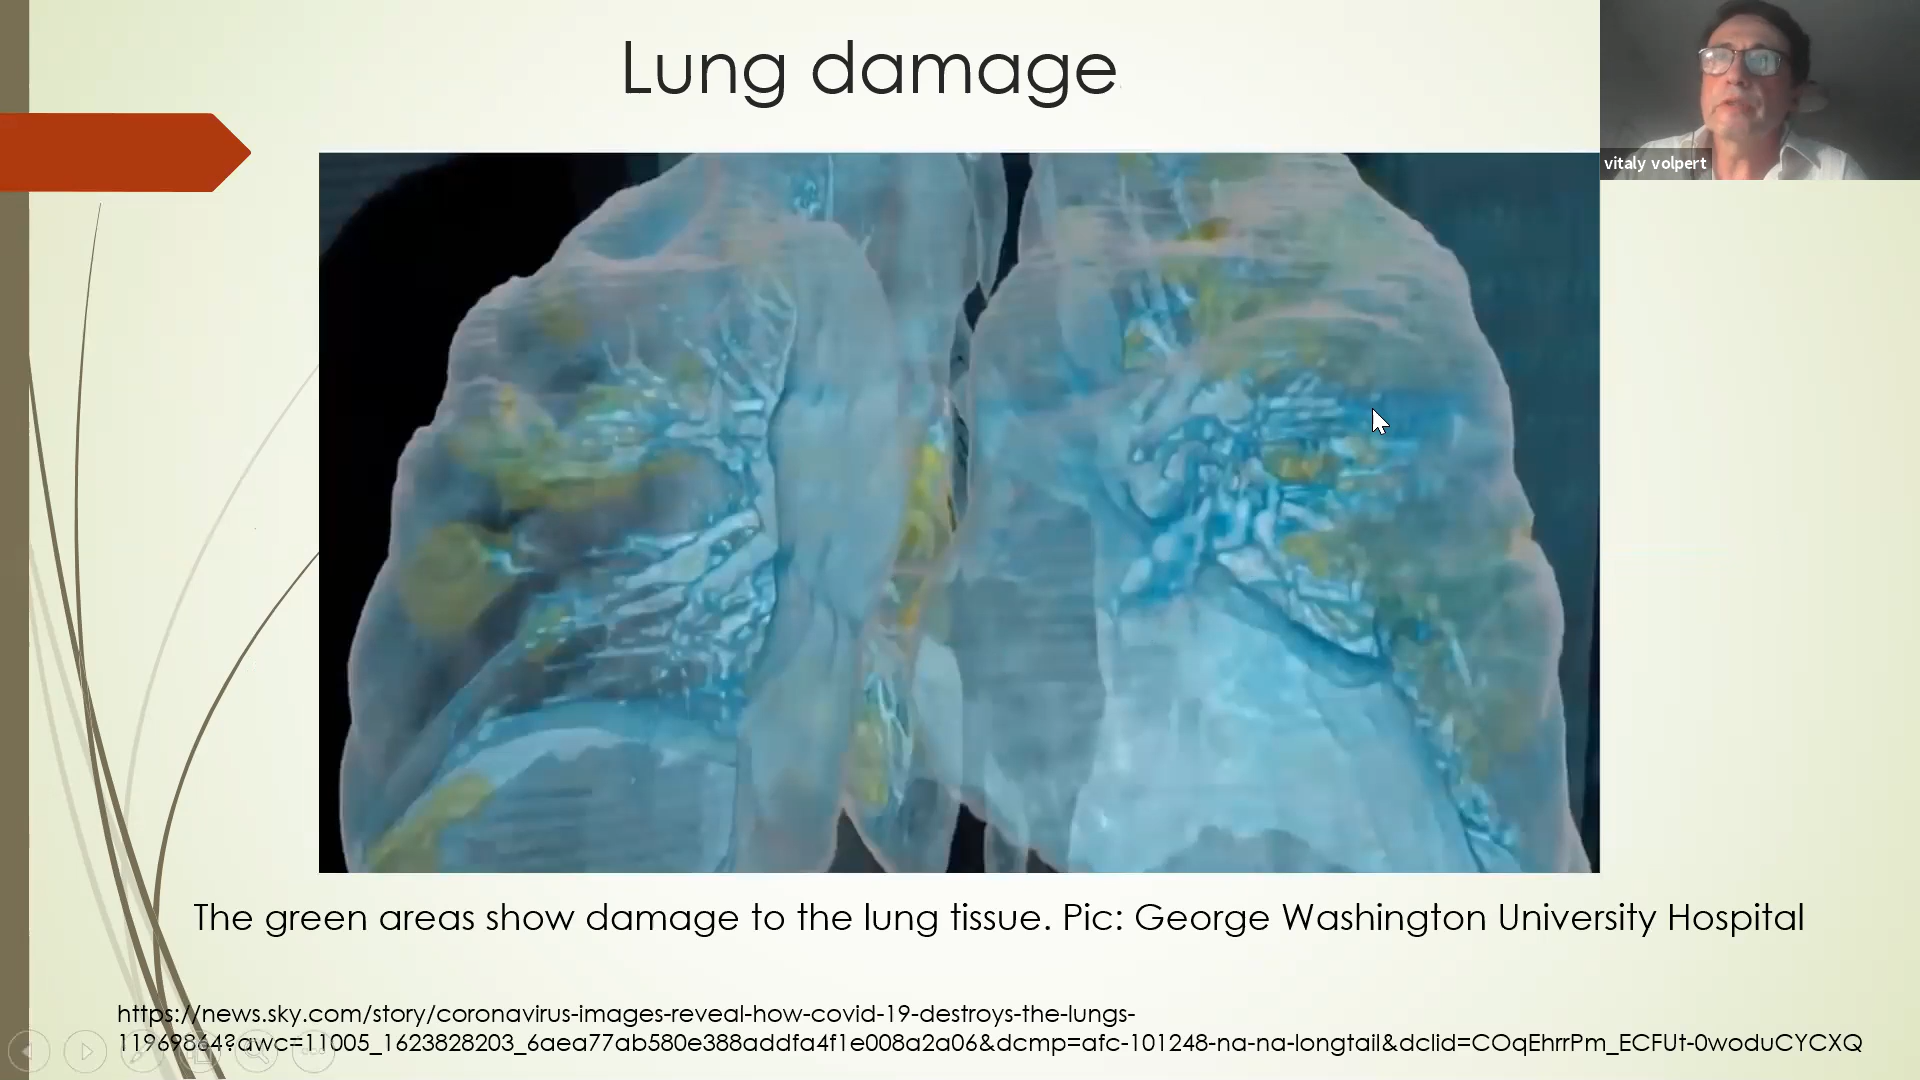 Lung damage
vitaly volpert
The green areas show damage to the lung tissue. Pic: George Washington University Hospital
https://news.sky.com/story/coronavirus-images-reveal-how-covid-19-destroys-the-lungs-
11969864?awc=11005_1623828203_6aea77ab580e388addfa4f1e008a2a06&dcmp=afc-101248-na-na-longtail&dclid=COqEhrrPm_ECFUt-0woduCYCXQ